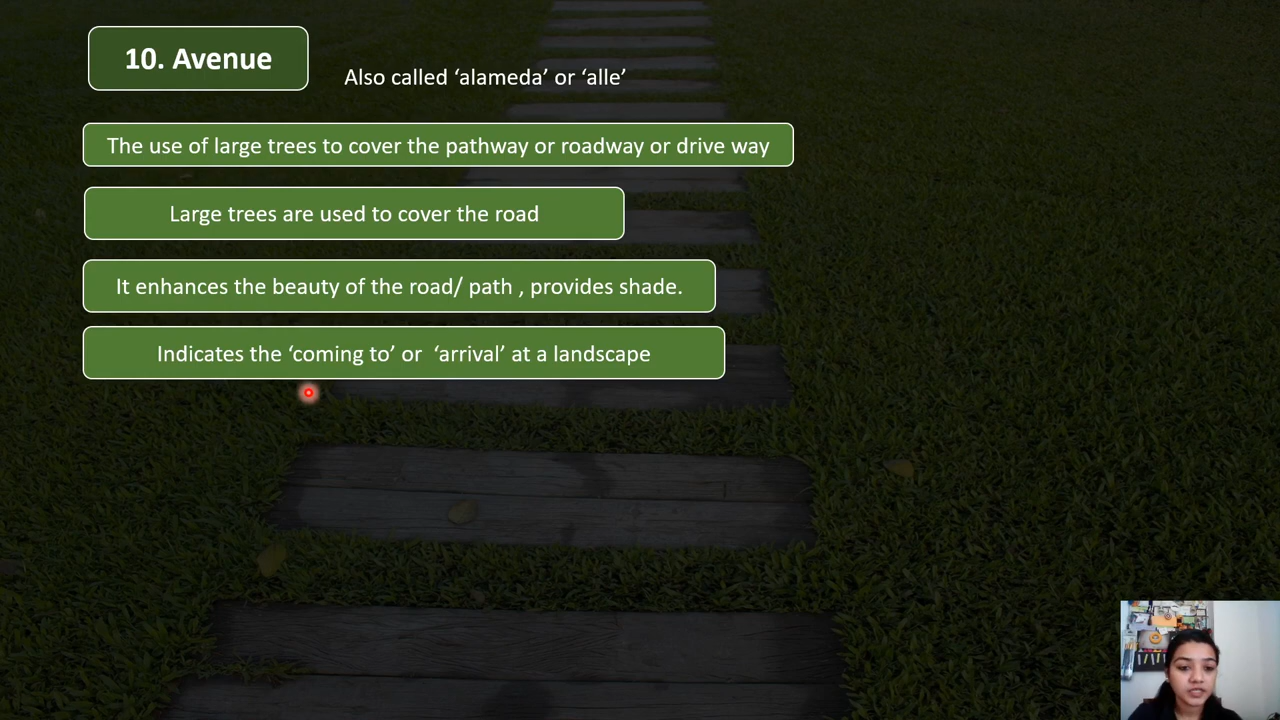 10. Avenue
Also called ‘alameda’ or ‘alle’
The use of large trees to cover the pathway or roadway or drive way
Large trees are used to cover the road
It enhances the beauty of the road/ path , provides shade.
Indicates the ‘coming to’ or ‘arrival’ at a landscape